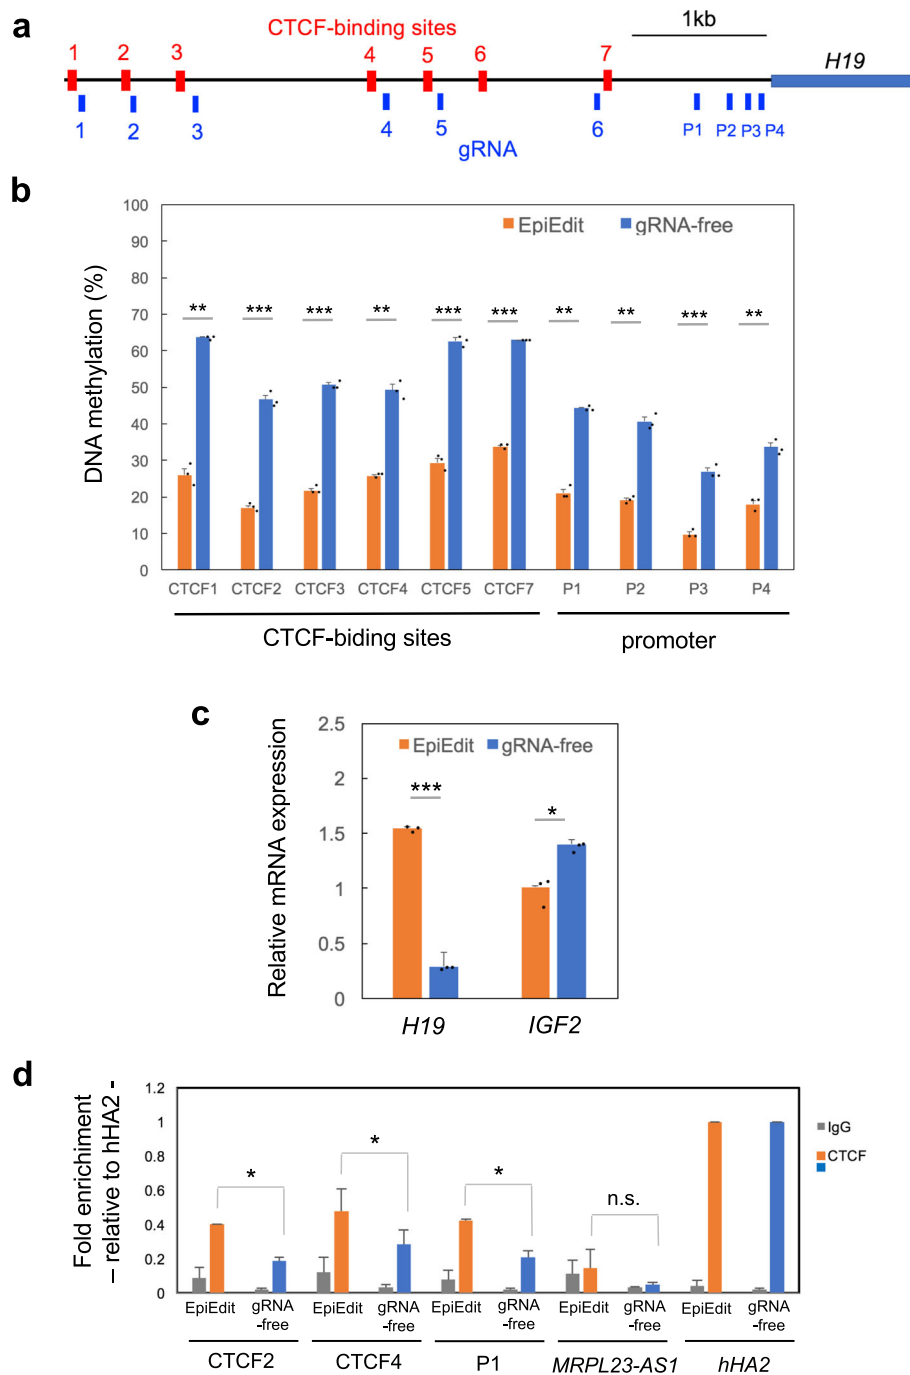 a
CTCF-binding sites
1kb
1 2 3 4 5 6 7
H19
1 2 3 4 5 6 P1 P2 P3 P4
gRNA
b
DNA methylation (%)
100
90
80
70
60
50
40
30
20
10
0
EpiEdit gRNA-free
** *** *** ** *** *** ** ** *** **
CTCF1 CTCF2 CTCF3 CTCF4 CTCF5 CTCF7 P1 P2 P3 P4
CTCF-biding sites promoter
c
Relative mRNA expression
2.5
2
1.5
1
0.5
0
EpiEdit gRNA-free
*** *
H19 IGF2
d
Fold enrichiment
– relative to hHA2 -
1.2
1
0.8
0.6
0.4
0.2
0
* * * n.s.
IgG
CTCF
EpiEdit gRNA-free EpiEdit gRNA-free EpiEdit gRNA-free EpiEdit gRNA-free EpiEdit gRNA-free
CTCF2 CTCF4 P1 MRPL23-AS1 hHA2